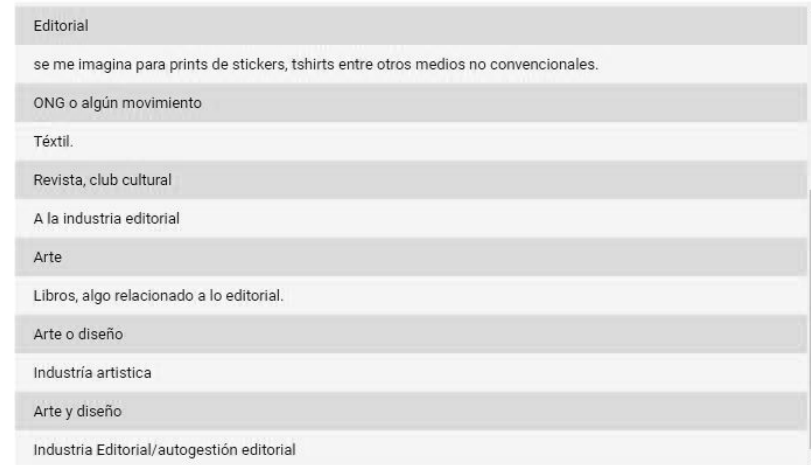 Editorial
se me imagina para prints de stickers, tshirts entre otros medios no convencionales.
ONG o algún movimiento
Téxtil.
Revista, club cultural
A la industria editorial
Arte
Libros, algo relacionado a lo editorial.
Arte o diseño
Industría artistica
Arte y diseño
Industria Editorial/autogestión editorial